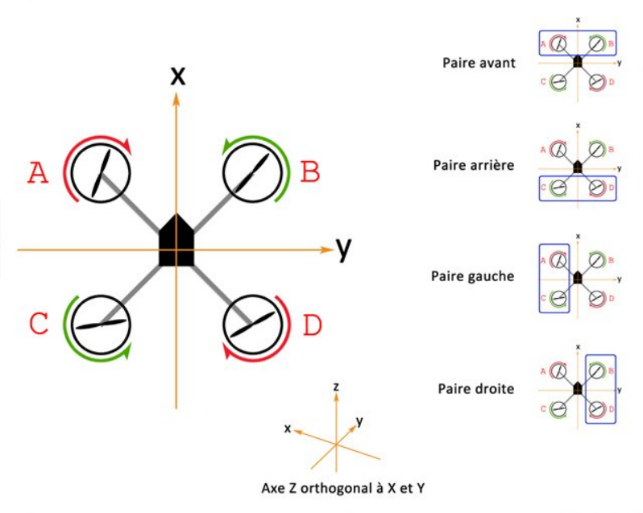 x
A
B
y
C
D
z
x
y
Axe Z orthogonal à X et Y
Paire avant
x
A
B
y
C
D
Paire arrière
x
A
B
y
C
D
Paire gauche
x
A
B
y
C
D
Paire droite
x
A
B
y
C
D